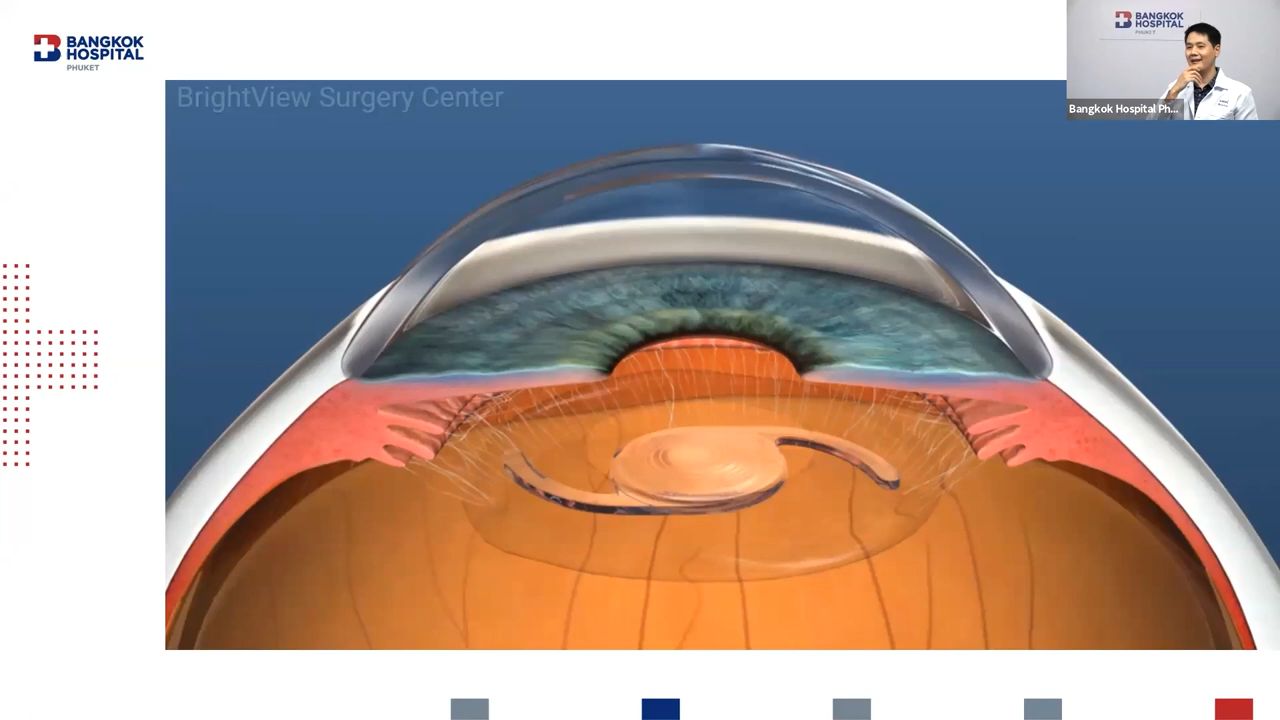 BANGKOK
HOSPITAL
PHUKET
BrightView Surgery Center
BANGKOK
HOSPITAL
PHUKET
Bangkok Hospital Ph...